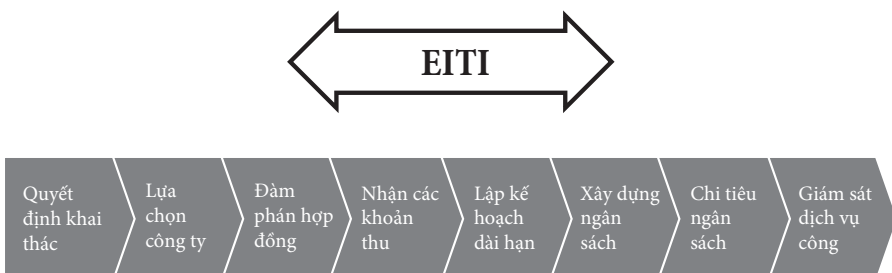 EITI
Quyết
định khai
thác
Lựa
chọn
công ty
Đàm
phán hợp
đồng
Nhận các
khoản
thu
Lập kế
hoạch
dài hạn
Xây dựng
ngân
sách
Chi tiêu
ngân
sách
Giám sát
dịch vụ
công